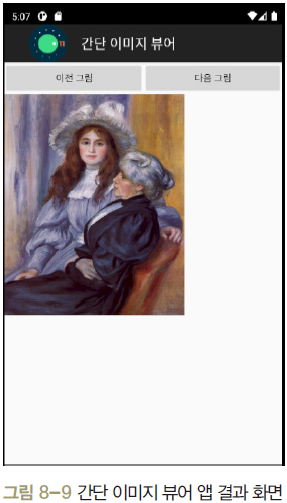 5:07
간단 이미지 뷰어
이전 그림
다음 그림
그림 8-9 간단 이미지 뷰어 앱 결과 화면